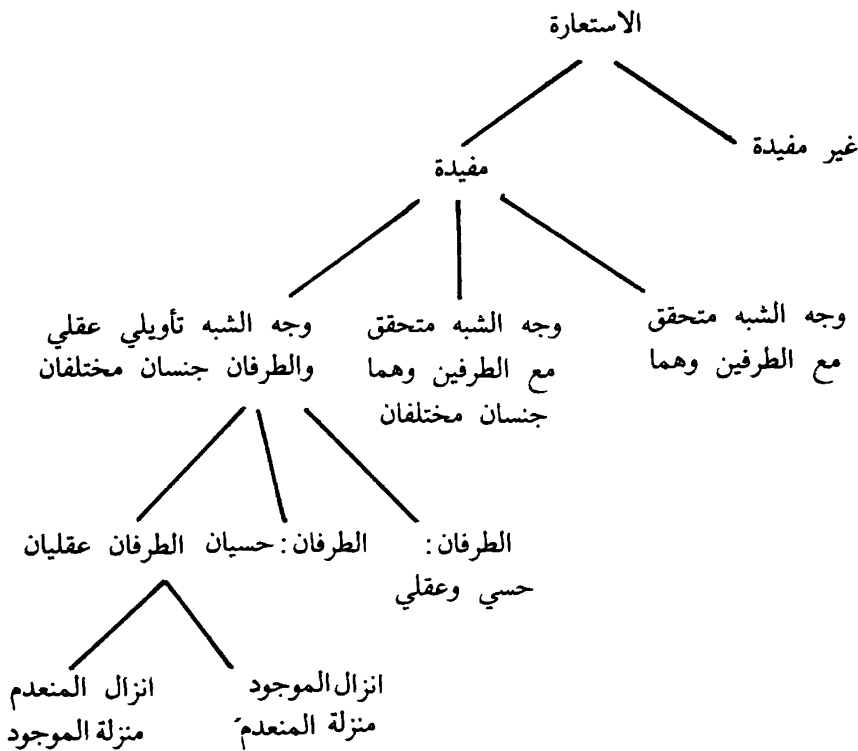 الاستعارة
غير مفيدة
مفيدة
وجه الشبه متحقق
مع الطرفين وهما
وجه الشبه متحقق
مع الطرفين وهما
جنسان مختلفان
وجه الشبه تأويلي عقلي
والطرفان جنسان مختلفان
الطرفان :
حسي وعقلي
الطرفان : حسيان
الطرفان عقليان
انزال الموجود
منزلة المنعدم
انزال المنعدم
منزلة الموجود